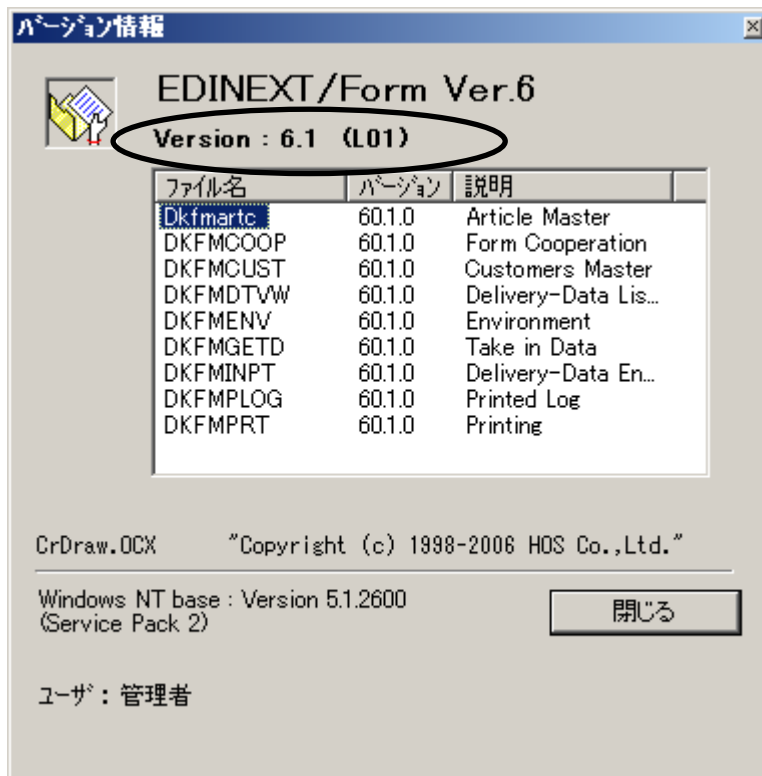 バージョン情報
EDINEXT/Form Ver.6
Version : 6.1 (L01)
ファイル名 バージョン 説明
Dkfmartc 60.1.0 Article Master
DKFMCOOP 60.1.0 Form Cooperation
DKFMCUST 60.1.0 Customers Master
DKFMDTVW 60.1.0 Delivery-Data Lis...
DKFMENV 60.1.0 Environment
DKFMGETD 60.1.0 Take in Data
DKFMINPT 60.1.0 Delivery-Data En...
DKFMPLOG 60.1.0 Printed Log
DKFMPRT 60.1.0 Printing
CrDraw.OCX "Copyright (c) 1998-2006 HOS Co.,Ltd."
Windows NT base : Version 5.1.2600
(Service Pack 2)
閉じる
ユーザ : 管理者